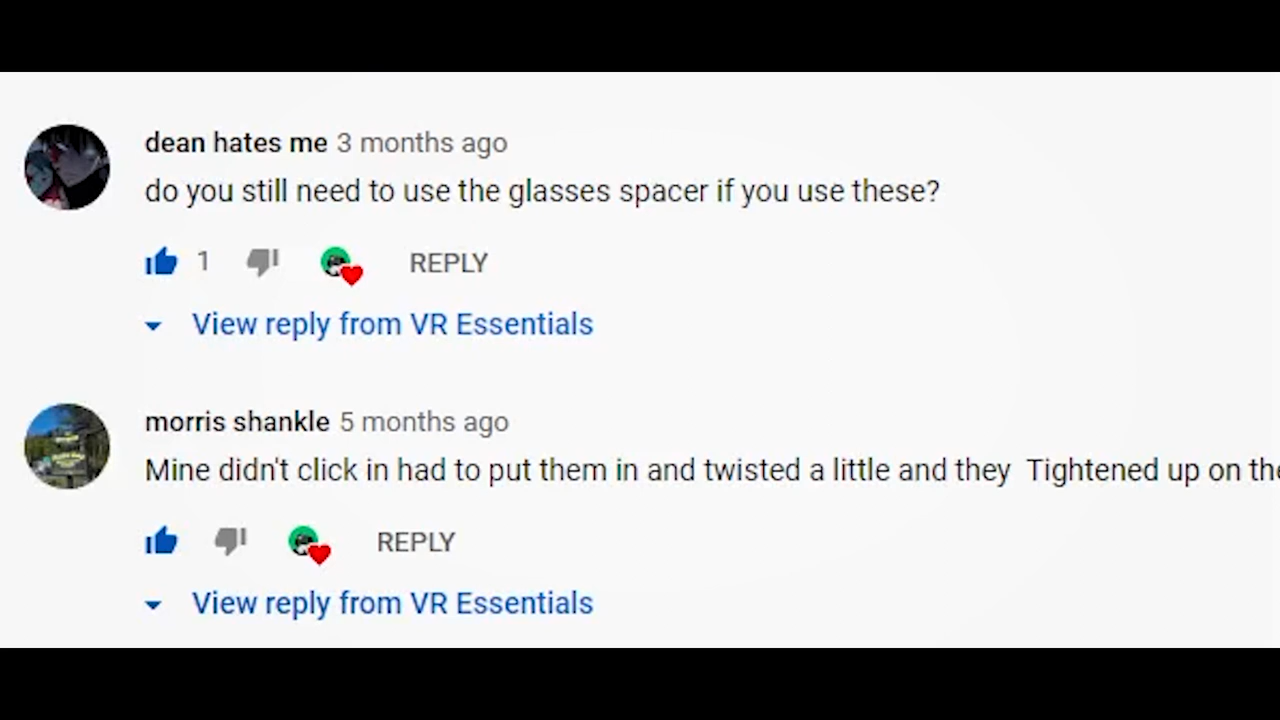 dean hates me 3 months ago
do you still need to use the glasses spacer if you use these?
1 REPLY
View reply from VR Essentials
morris shankle 5 months ago
Mine didn't click in had to put them in and twisted a little and they Tightened up on
REPLY
View reply from VR Essentials